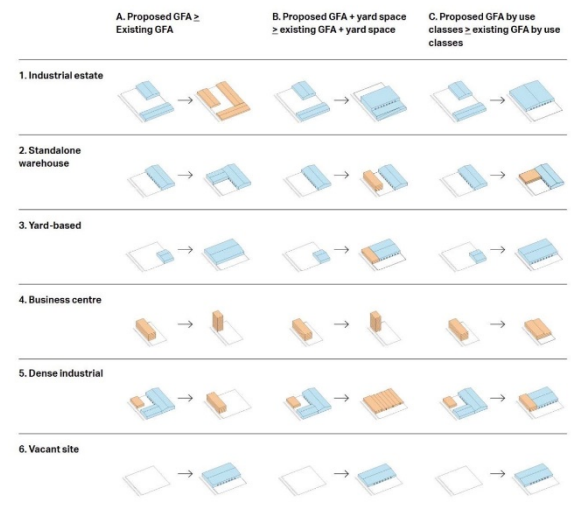 A. Proposed GFA ≥
Existing GFA
B. Proposed GFA + yard space
≥ existing GFA + yard space
C. Proposed GFA by use
classes ≥ existing GFA by use
classes
1. Industrial estate
2. Standalone
warehouse
3. Yard-based
4. Business centre
5. Dense industrial
6. Vacant site